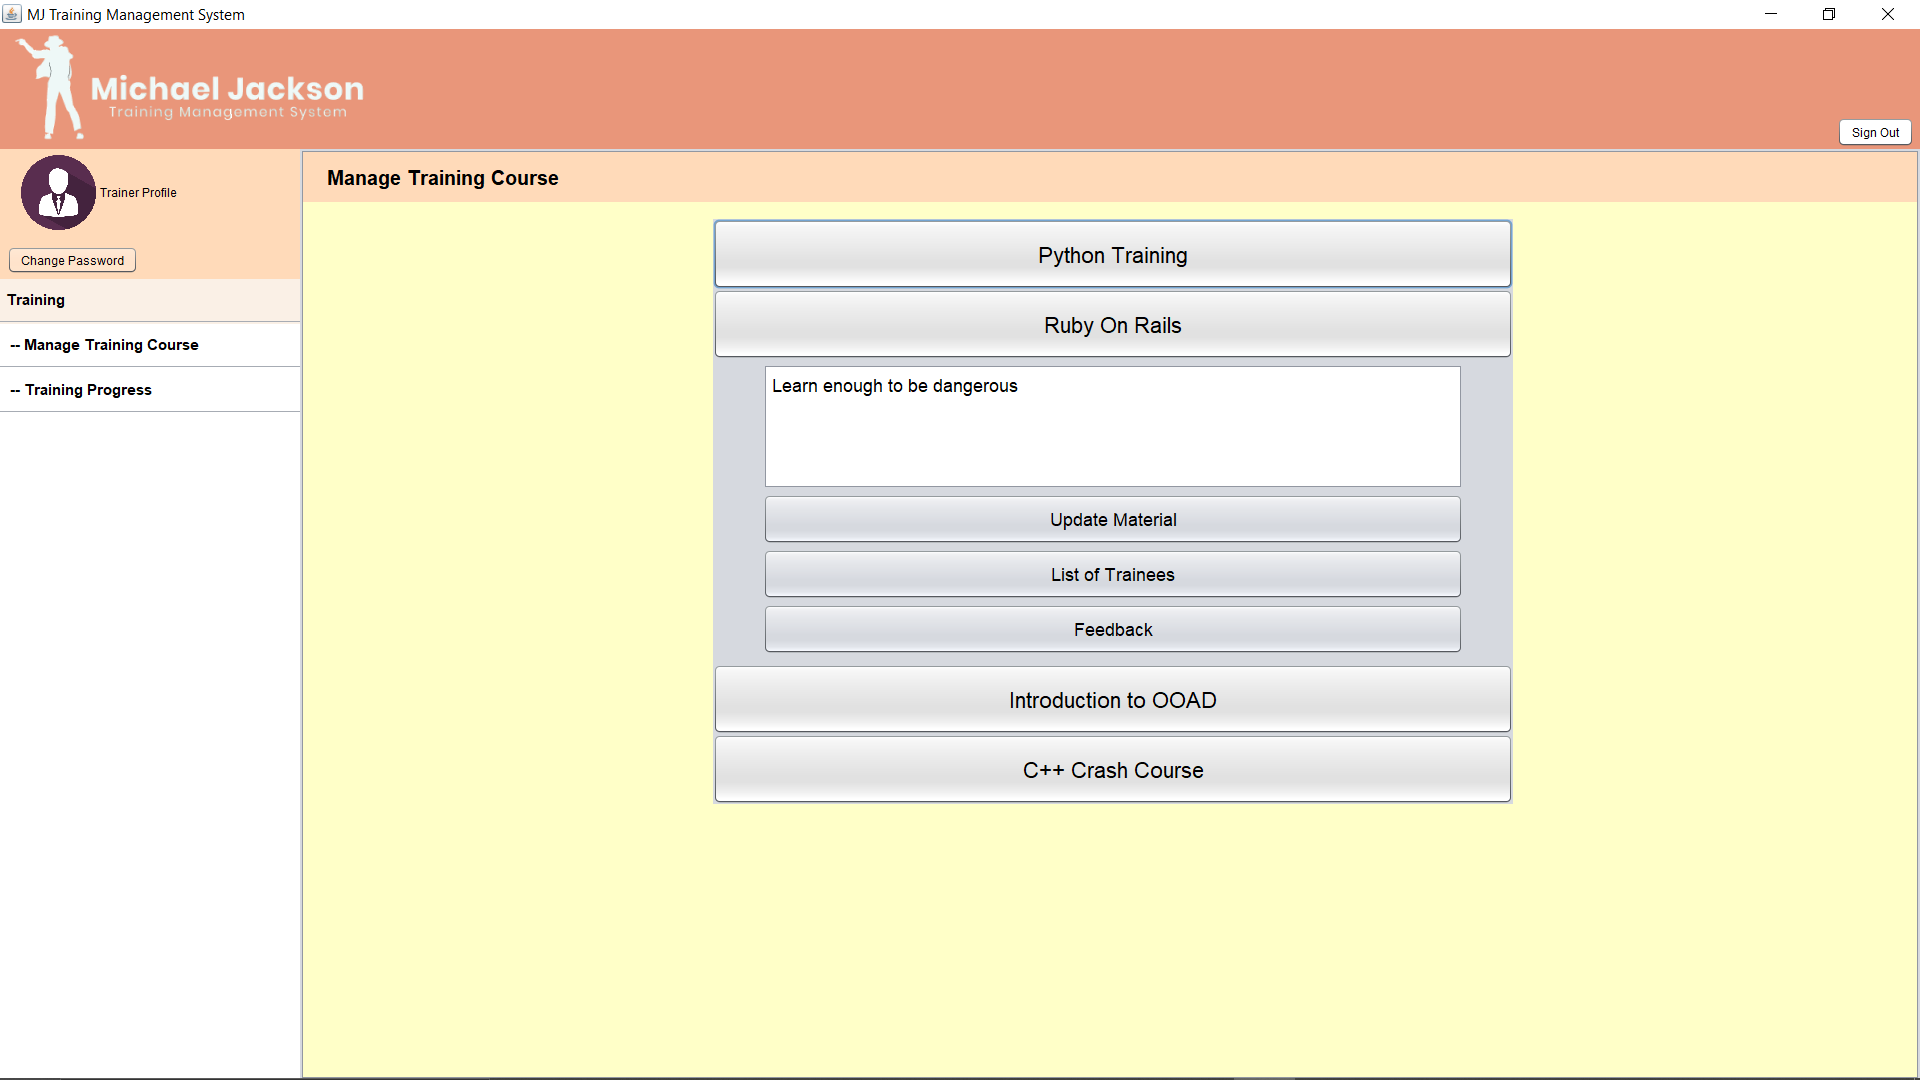 MJ Training Management System
Michael Jackson
Training Management System
Sign Out
Trainer Profile
Change Password
Training
-- Manage Training Course
-- Training Progress
Manage Training Course
Python Training
Ruby On Rails
Learn enough to be dangerous
Update Material
List of Trainees
Feedback
Introduction to OOAD
C++ Crash Course